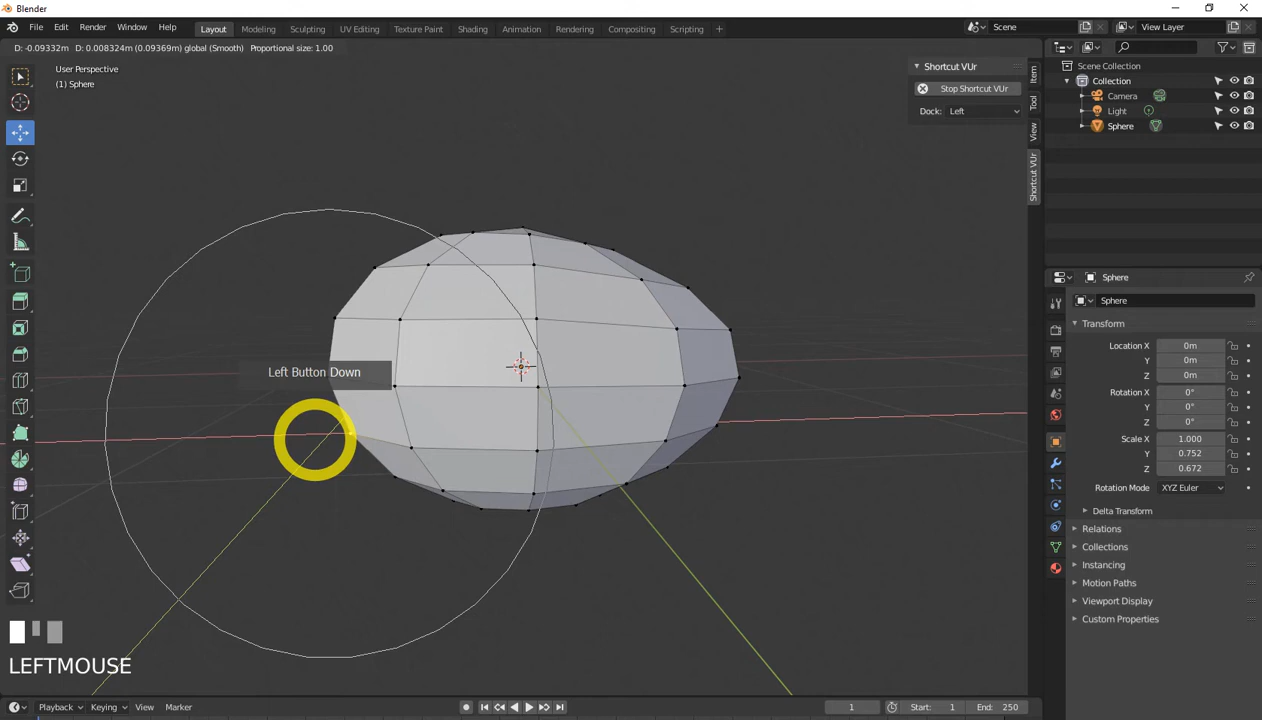 Blender
File Edit Render Window Help Layout Modeling Sculpting UV Editing Texture Paint Shading Animation Rendering Compositing Scripting + Scene View Layer
D: -0.09332m D: 0.008324m (0.09369m) global (Smooth) Proportional size: 1.00
User Perspective
(1) Sphere
Shortcut VUr
Stop Shortcut VUr
Dock: Left
Item
Tool
View
Shortcut VUr
Scene Collection
Collection
Camera
Light
Sphere
Left Button Down
LEFTMOUSE
Sphere
Sphere
Transform
Location X 0m
Y 0m
Z 0m
Rotation X 0°
Y 0°
Z 0°
Scale X 1.000
Y 0.752
Z 0.672
Rotation Mode XYZ Euler
Delta Transform
Relations
Collections
Instancing
Motion Paths
Viewport Display
Custom Properties
Playback Keying View Marker 1 Start: 1 End: 250